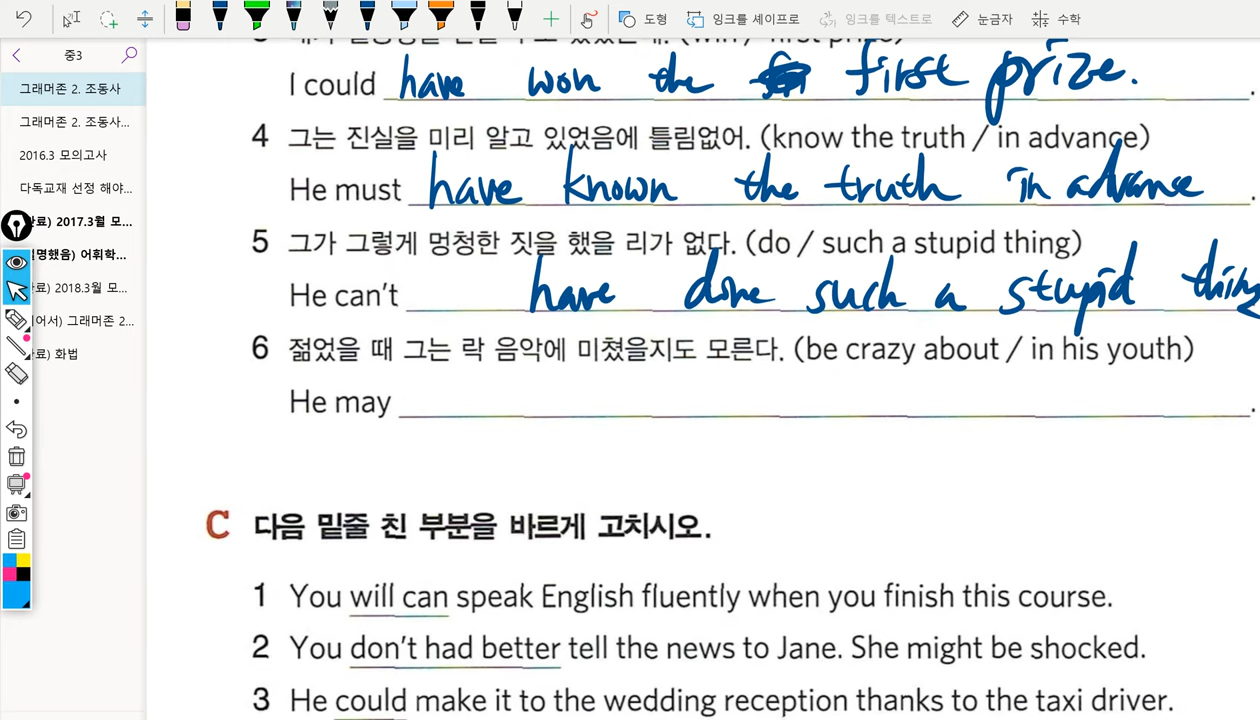 도형
잉크를 셰이프로
잉크를 텍스트로
눈금자
수학
중3
그래머존 2. 조동사
그래머존 2. 조동사...
2016.3 모의고사
다독교재 선정 해야...
료) 2017.3월 모...
명했음) 어휘학...
료) 2018.3월 모...
어서) 그래머존 2...
료) 화법
I could have won the first prize.
4 그는 진실을 미리 알고 있었음에 틀림없어. (know the truth / in advance)
He must have known the truth in advance.
5 그가 그렇게 멍청한 짓을 했을 리가 없다. (do / such a stupid thing)
He can't have done such a stupid thing
6 젊었을 때 그는 락 음악에 미쳤을지도 모른다. (be crazy about / in his youth)
He may .
C 다음 밑줄 친 부분을 바르게 고치시오.
1 You will can speak English fluently when you finish this course.
2 You don't had better tell the news to Jane. She might be shocked.
3 He could make it to the wedding reception thanks to the taxi driver.